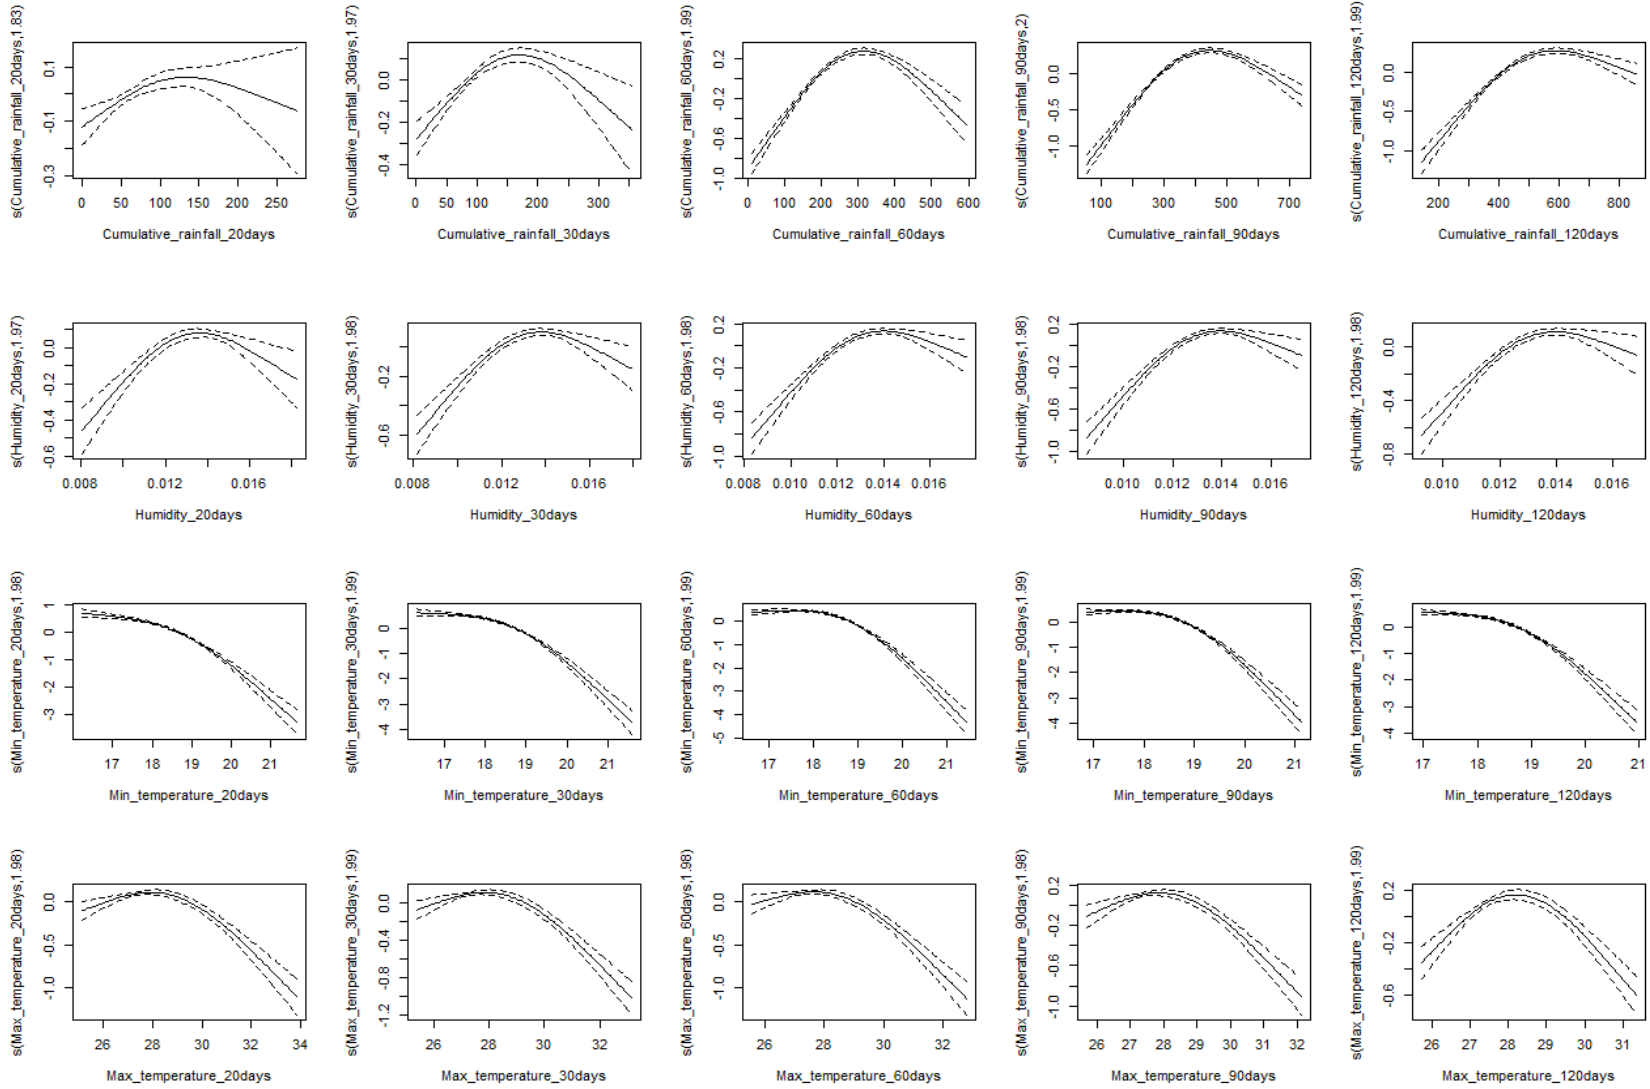 s(Cumulative_rainfall_20days,1.83)
0.1
-0.1
-0.3
0 50 100 150 200 250
Cumulative_rainfall_20days
s(Cumulative_rainfall_30days,1.97)
0.0
-0.2
-0.4
0 50 100 200 300
Cumulative_rainfall_30days
s(Cumulative_rainfall_60days,1.99)
0.2
-0.2
-0.6
-1.0
0 100 200 300 400 500 600
Cumulative_rainfall_60days
s(Cumulative_rainfall_90days,2)
0.0
-0.5
-1.0
100 300 500 700
Cumulative_rainfall_90days
s(Cumulative_rainfall_120days,1.99)
0.0
-0.5
-1.0
200 400 600 800
Cumulative_rainfall_120days
s(Humidity_20days,1.97)
0.0
-0.2
-0.4
-0.6
0.008 0.012 0.016
Humidity_20days
s(Humidity_30days,1.98)
-0.2
-0.6
0.008 0.012 0.016
Humidity_30days
s(Humidity_60days,1.98)
0.2
-0.2
-0.6
-1.0
0.008 0.010 0.012 0.014 0.016
Humidity_60days
s(Humidity_90days,1.98)
0.2
-0.2
-0.6
-1.0
0.010 0.012 0.014 0.016
Humidity_90days
s(Humidity_120days,1.98)
0.0
-0.4
-0.8
0.010 0.012 0.014 0.016
Humidity_120days
s(Min_temperature_20days,1.98)
1
0
-1
-2
-3
17 18 19 20 21
Min_temperature_20days
s(Min_temperature_30days,1.99)
1
0
-1
-2
-4
17 18 19 20 21
Min_temperature_30days
s(Min_temperature_60days,1.99)
0
-1
-2
-3
-4
-5
17 18 19 20 21
Min_temperature_60days
s(Min_temperature_90days,1.99)
0
-1
-2
-3
-4
17 18 19 20 21
Min_temperature_90days
s(Min_temperature_120days,1.99)
0
-1
-2
-3
-4
17 18 19 20 21
Min_temperature_120days
s(Max_temperature_20days,1.98)
0.0
-0.5
-1.0
26 28 30 32 34
Max_temperature_20days
s(Max_temperature_30days,1.99)
0.0
-0.4
-0.8
-1.2
26 28 30 32
Max_temperature_30days
s(Max_temperature_60days,1.98)
0.0
-0.5
-1.0
26 28 30 32
Max_temperature_60days
s(Max_temperature_90days,1.98)
0.2
-0.2
-0.6
-1.0
26 27 28 29 30 31 32
Max_temperature_90days
s(Max_temperature_120days,1.99)
0.2
-0.2
-0.6
26 27 28 29 30 31
Max_temperature_120days